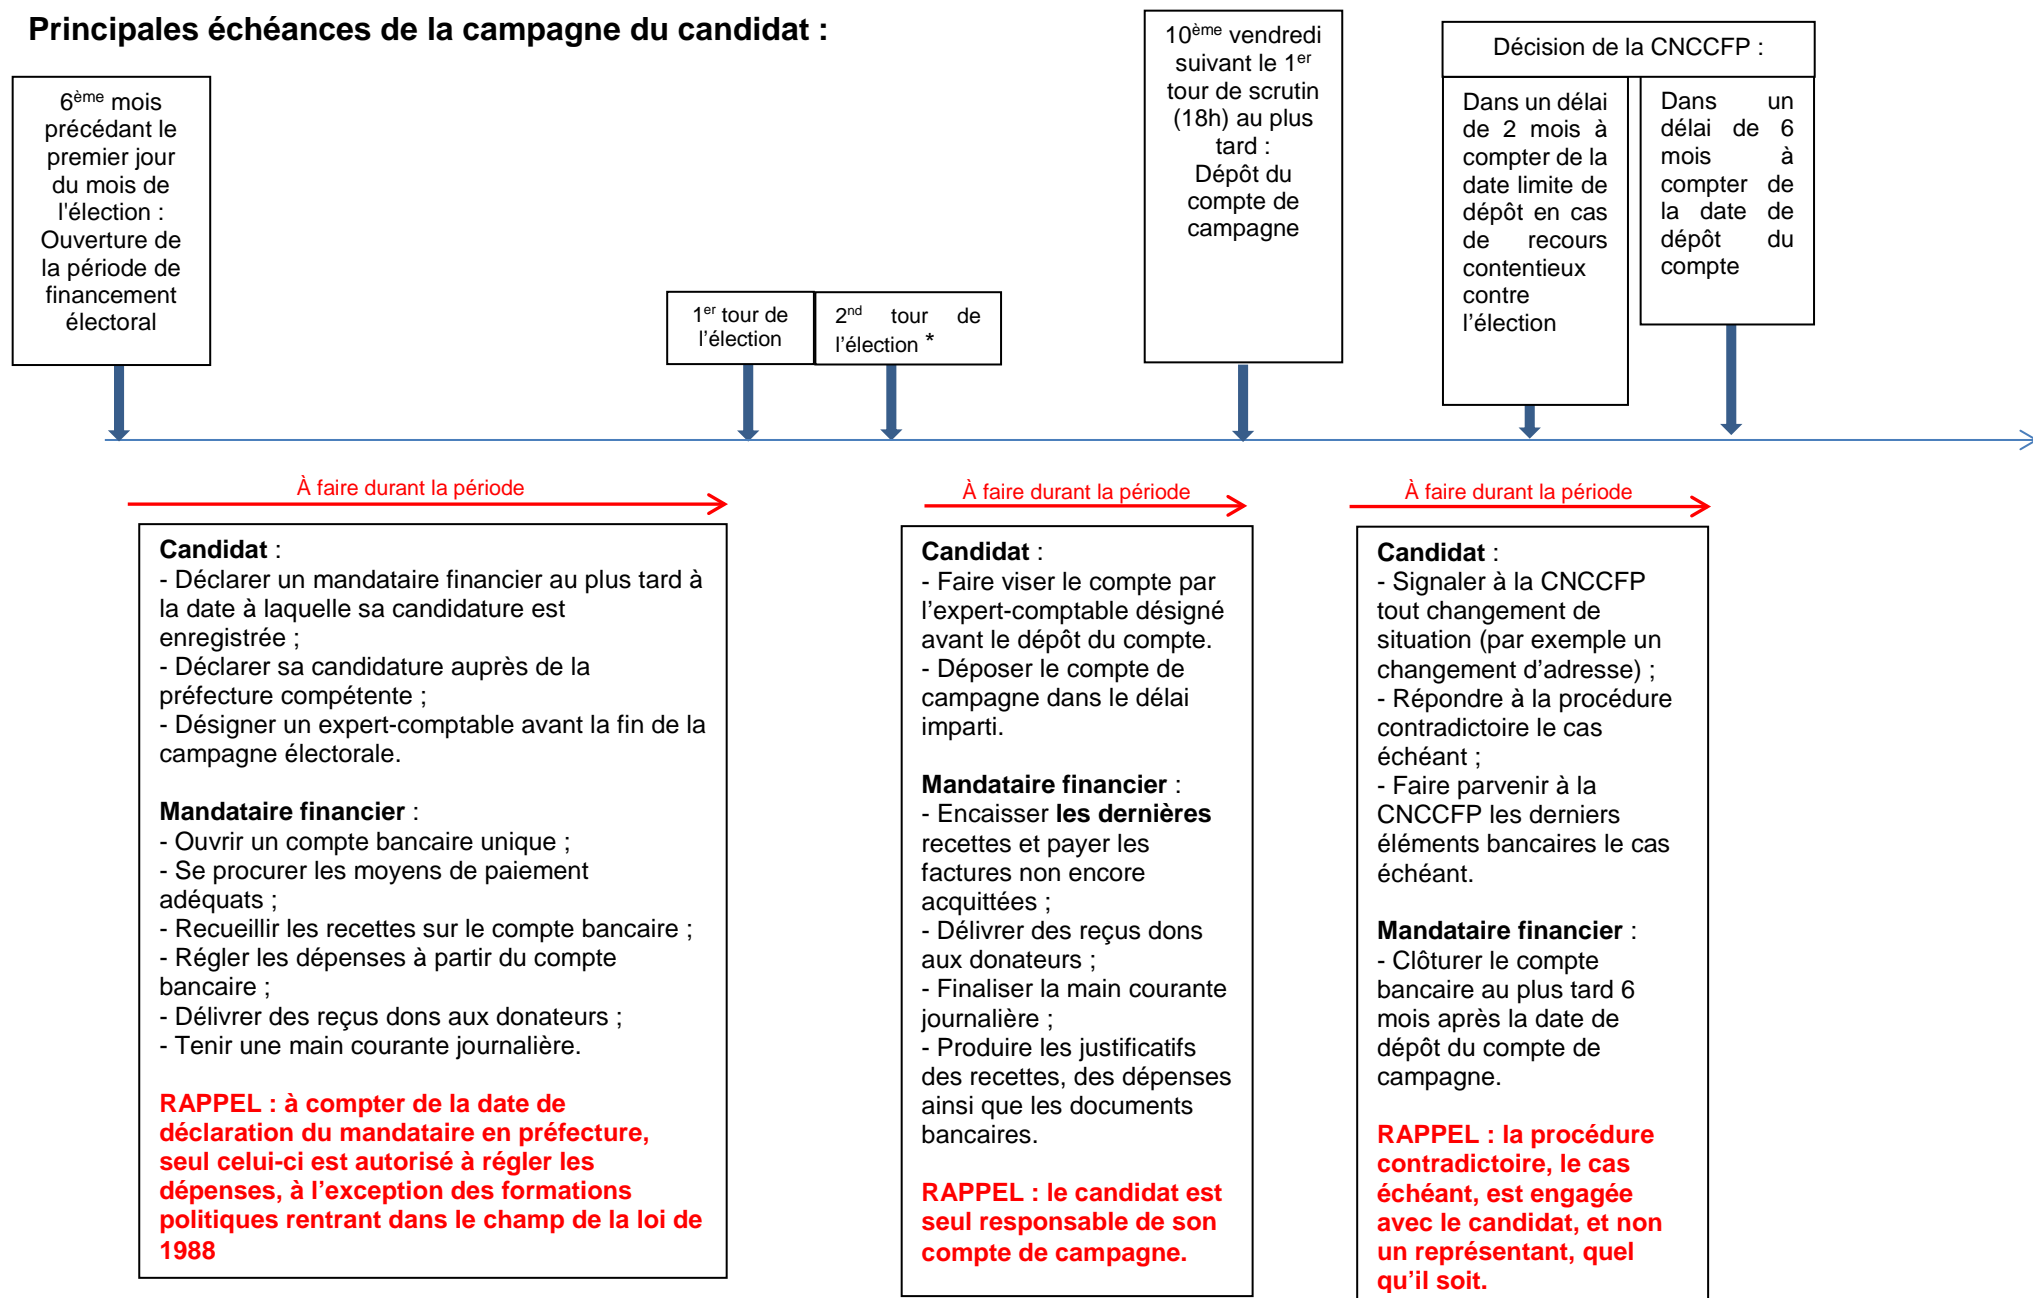 Principales échéances de la campagne du candidat :
6ème mois
précédant le
premier jour
du mois de
l'élection :
Ouverture de
la période de
financement
électoral
1er tour de
l’élection
2nd tour de
l’élection *
10ème vendredi
suivant le 1er
tour de scrutin
(18h) au plus
tard :
Dépôt du
compte de
campagne
Décision de la CNCCFP :
Dans un délai
de 2 mois à
compter de la
date limite de
dépôt en cas
de recours
contentieux
contre
l’élection
Dans un
délai de 6
mois à
compter de
la date de
dépôt du
compte
À faire durant la période
Candidat :
- Déclarer un mandataire financier au plus tard à
la date à laquelle sa candidature est
enregistrée ;
- Déclarer sa candidature auprès de la
préfecture compétente ;
- Désigner un expert-comptable avant la fin de la
campagne électorale.
Mandataire financier :
- Ouvrir un compte bancaire unique ;
- Se procurer les moyens de paiement
adéquats ;
- Recueillir les recettes sur le compte bancaire ;
- Régler les dépenses à partir du compte
bancaire ;
- Délivrer des reçus dons aux donateurs ;
- Tenir une main courante journalière.
RAPPEL : à compter de la date de
déclaration du mandataire en préfecture,
seul celui-ci est autorisé à régler les
dépenses, à l’exception des formations
politiques rentrant dans le champ de la loi de
1988
À faire durant la période
Candidat :
- Faire viser le compte par
l’expert-comptable désigné
avant le dépôt du compte.
- Déposer le compte de
campagne dans le délai
imparti.
Mandataire financier :
- Encaisser les dernières
recettes et payer les
factures non encore
acquittées ;
- Délivrer des reçus dons
aux donateurs ;
- Finaliser la main courante
journalière ;
- Produire les justificatifs
des recettes, des dépenses
ainsi que les documents
bancaires.
RAPPEL : le candidat est
seul responsable de son
compte de campagne.
À faire durant la période
Candidat :
- Signaler à la CNCCFP
tout changement de
situation (par exemple un
changement d’adresse) ;
- Répondre à la procédure
contradictoire le cas
échéant ;
- Faire parvenir à la
CNCCFP les derniers
éléments bancaires le cas
échéant.
Mandataire financier :
- Clôturer le compte
bancaire au plus tard 6
mois après la date de
dépôt du compte de
campagne.
RAPPEL : la procédure
contradictoire, le cas
échéant, est engagée
avec le candidat, et non
un représentant, quel
qu’il soit.